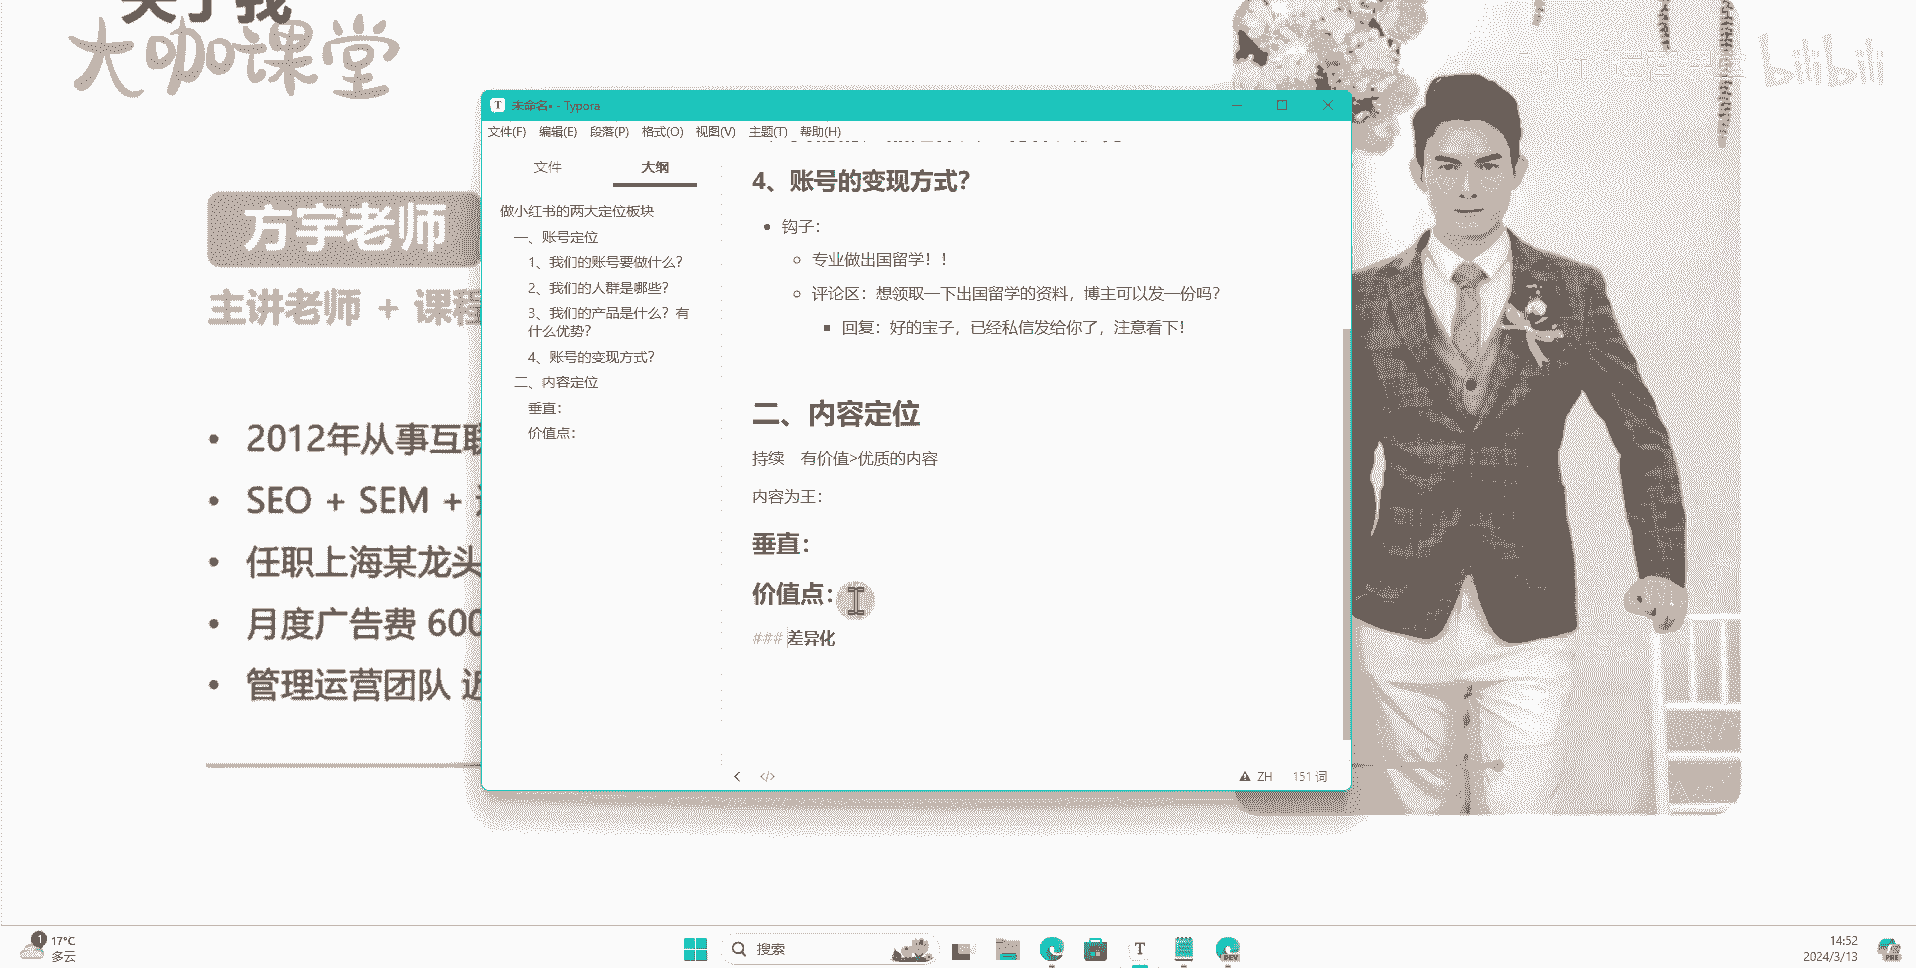 关于我
大咖课堂
bilibili
方宇老师
主讲老师 + 课程
2012年从事互联
SEO + SEM +
任职上海某龙头
月度广告费 600
管理运营团队 近
未命名• - Typora
文件(F) 编辑(E) 段落(P) 格式(O) 视图(V) 主题(T) 帮助(H)
文件 大纲
做小红书的两大定位板块
一、账号定位
1、我们的账号要做什么？
2、我们的人群是哪些？
3、我们的产品是什么？有
什么优势？
4、账号的变现方式？
二、内容定位
垂直：
价值点：
4、账号的变现方式？
钩子：
专业做出国留学！！
评论区：想领取一下出国留学的资料，博主可以发一份吗？
回复：好的宝子，已经私信发给你了，注意看下！
二、内容定位
持续 有价值>优质的内容
内容为王：
垂直：
价值点：
### 差异化
</> ZH 151 词
1 17°C
多云
搜索
T
DEV
14:52
2024/3/13
PRE